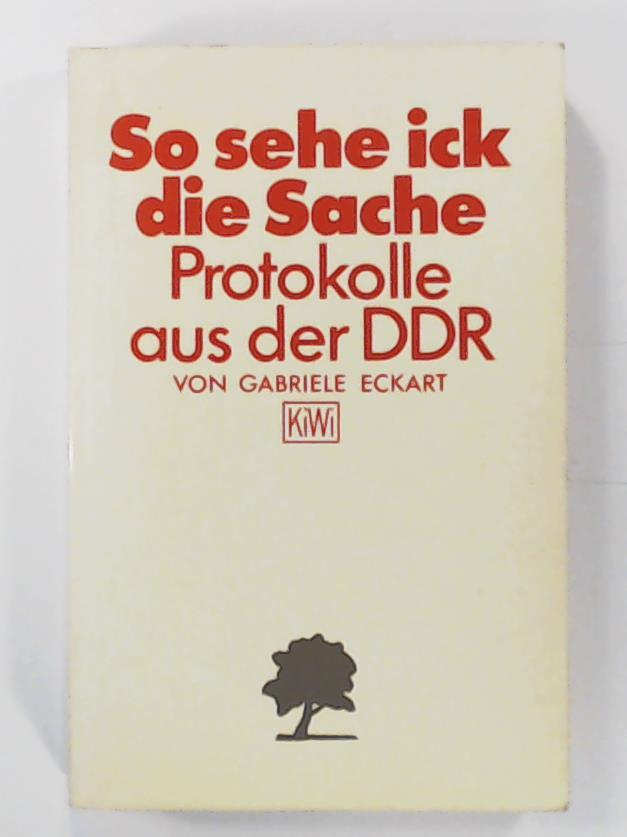 So sehe ick
die Sache
Protokolle
aus der DDR
VON GABRIELE ECKART
KiWi